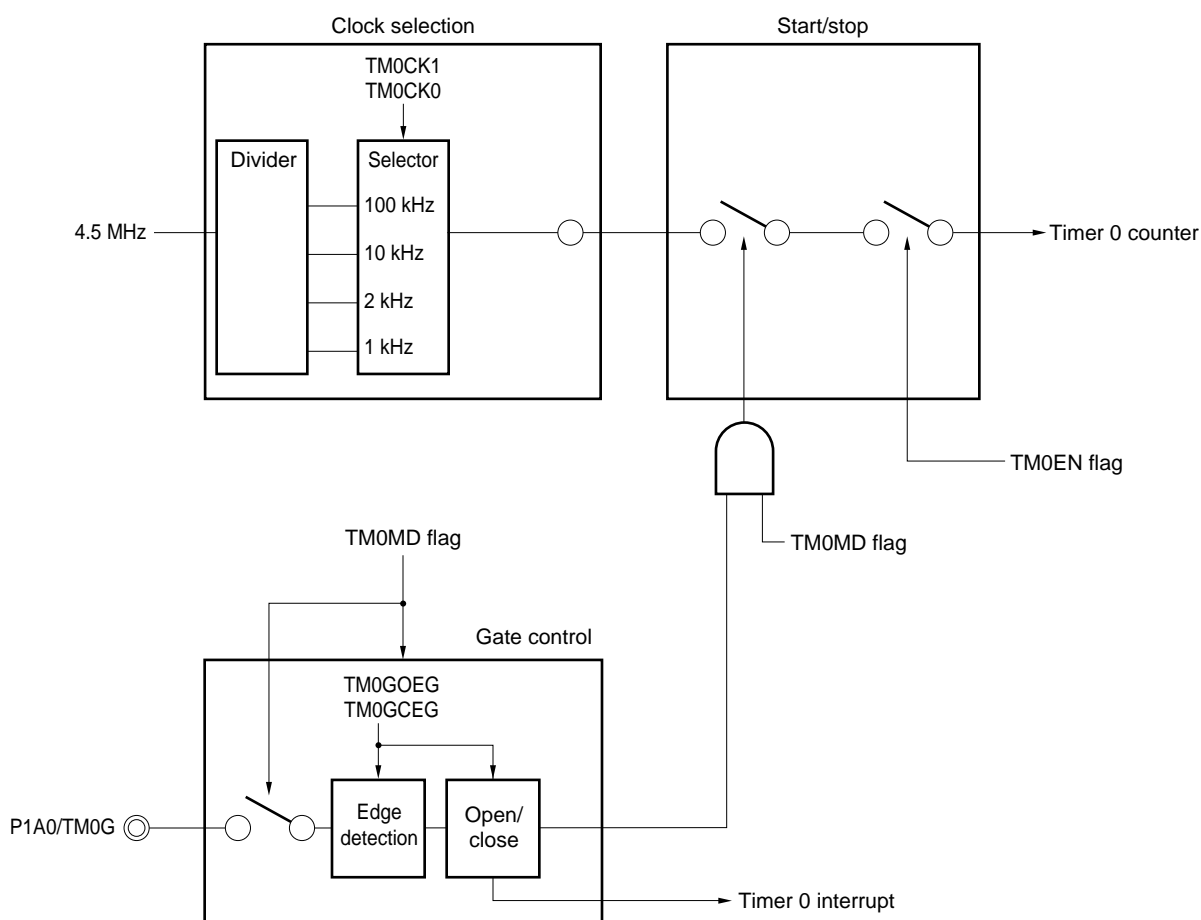 Clock selection
Start/stop
TM0CK1
TM0CK0
Divider
Selector
100 kHz
10 kHz
2 kHz
1 kHz
4.5 MHz
Timer 0 counter
TM0EN flag
TM0MD flag
TM0MD flag
Gate control
TM0GOEG
TM0GCEG
P1A0/TM0G
Edge
detection
Open/
close
Timer 0 interrupt